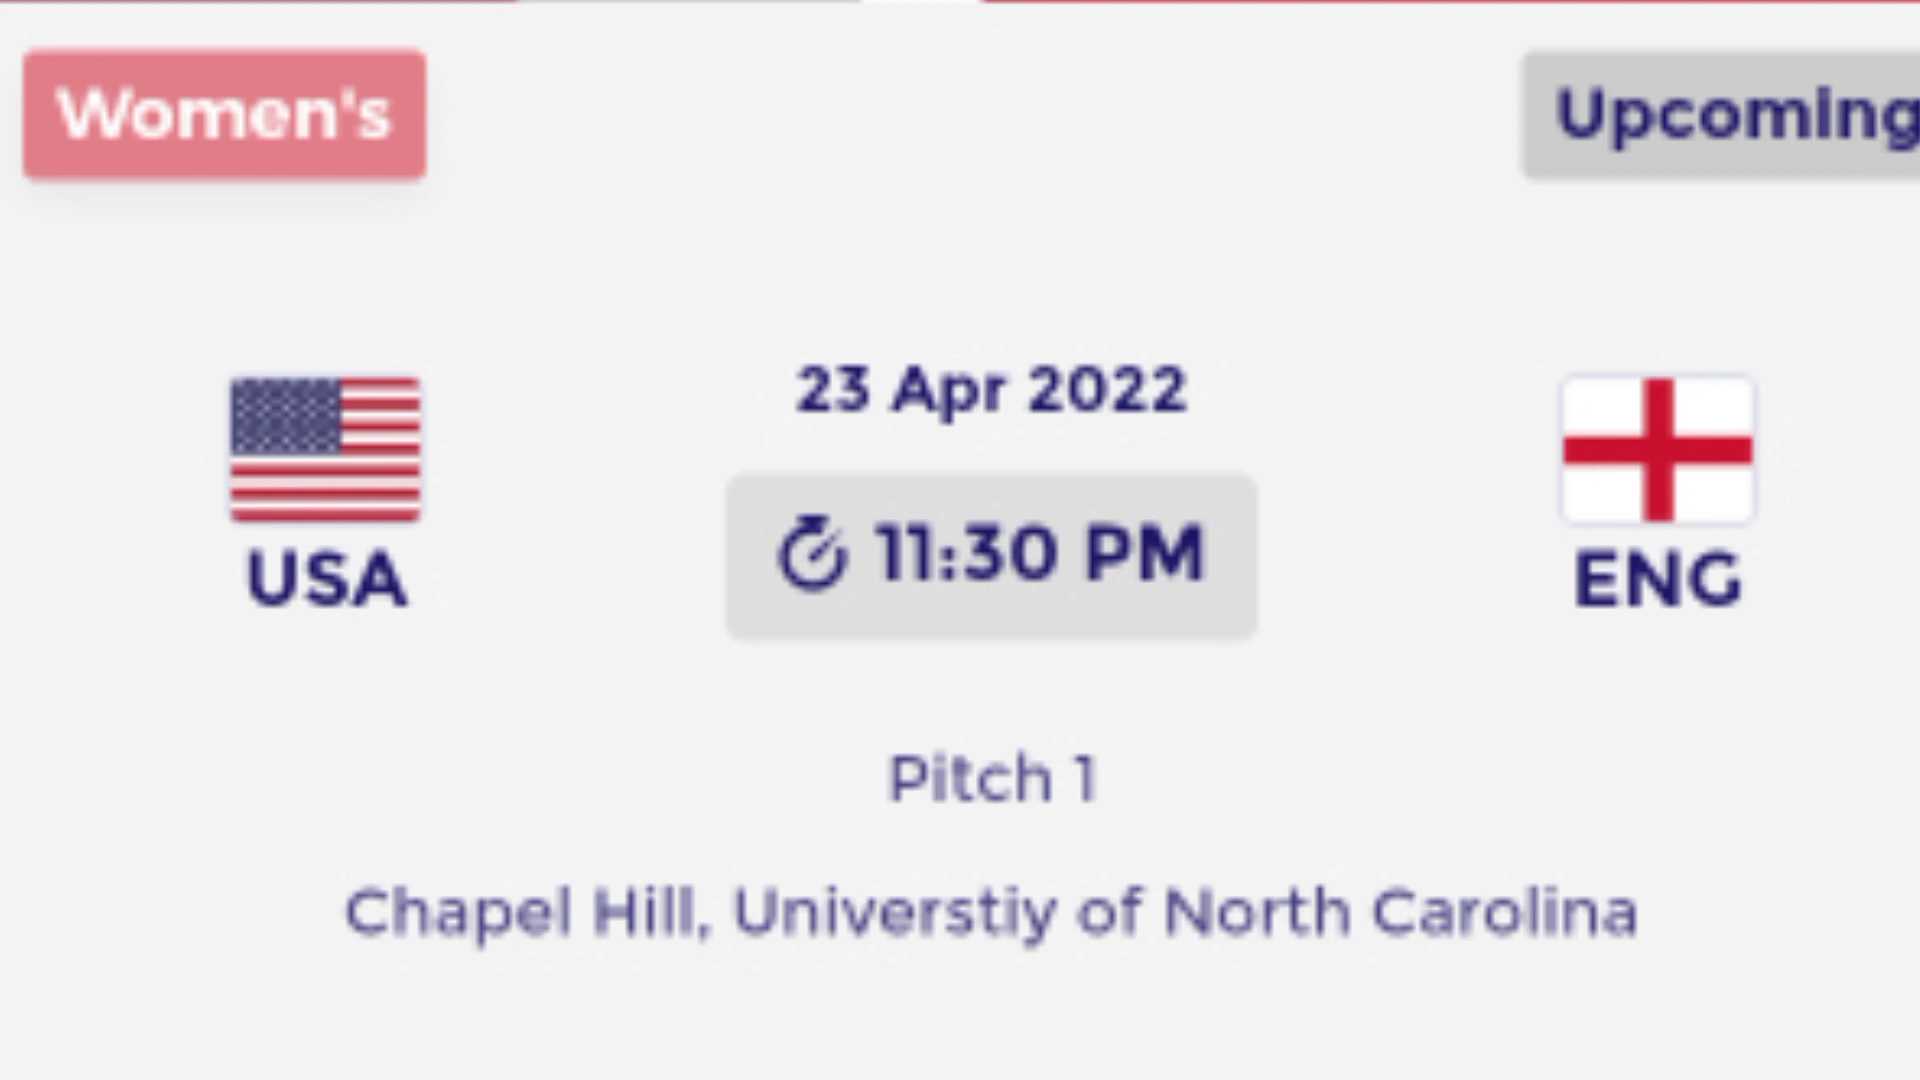 Women's
Upcoming
23 Apr 2022
11:30 PM
USA
ENG
Pitch 1
Chapel Hill, Universtiy of North Carolina